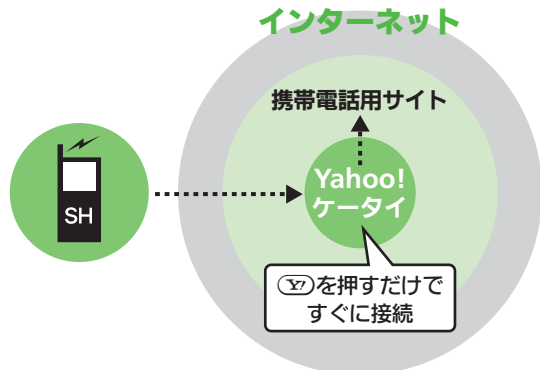 インターネット
携帯電話用サイト
Yahoo!
ケータイ
SH
Y!を押すだけで
すぐに接続